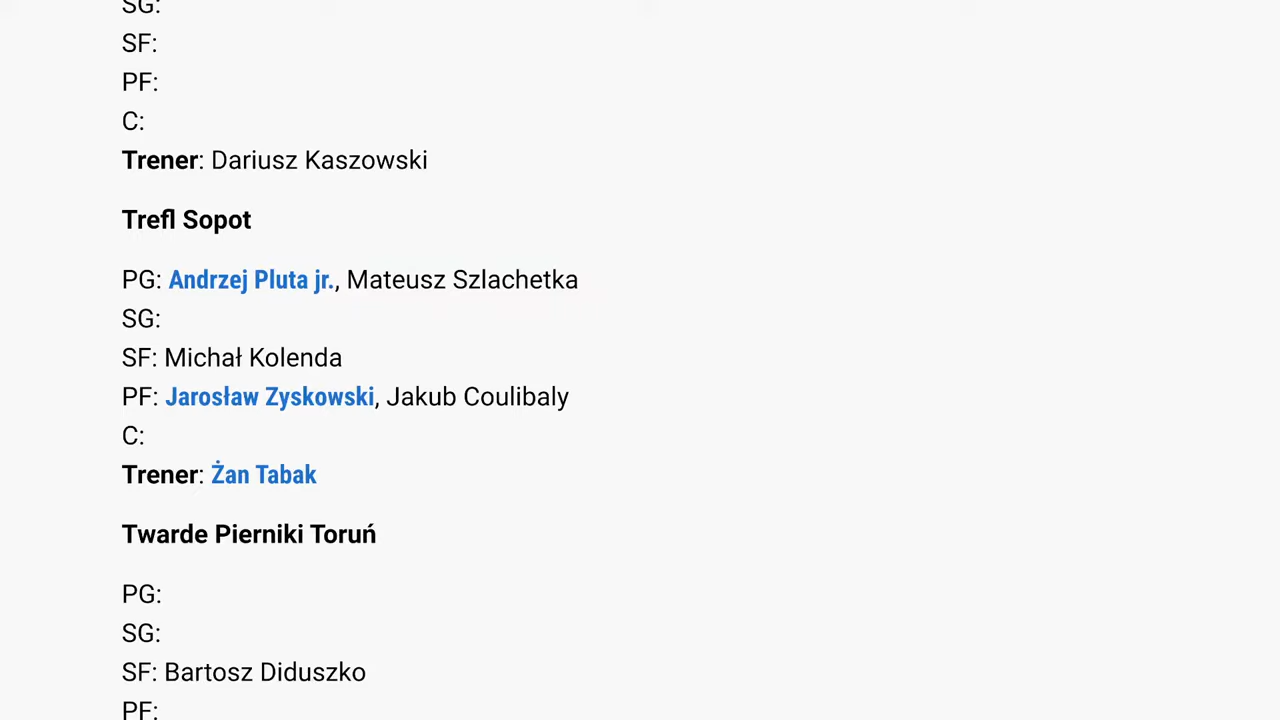 SG:
SF:
PF:
C:
Trener: Dariusz Kaszowski
Trefl Sopot
PG: Andrzej Pluta jr., Mateusz Szlachetka
SG:
SF: Michał Kolenda
PF: Jarosław Zyskowski, Jakub Coulibaly
C:
Trener: Żan Tabak
Twarde Pierniki Toruń
PG:
SG:
SF: Bartosz Diduszko
PF: